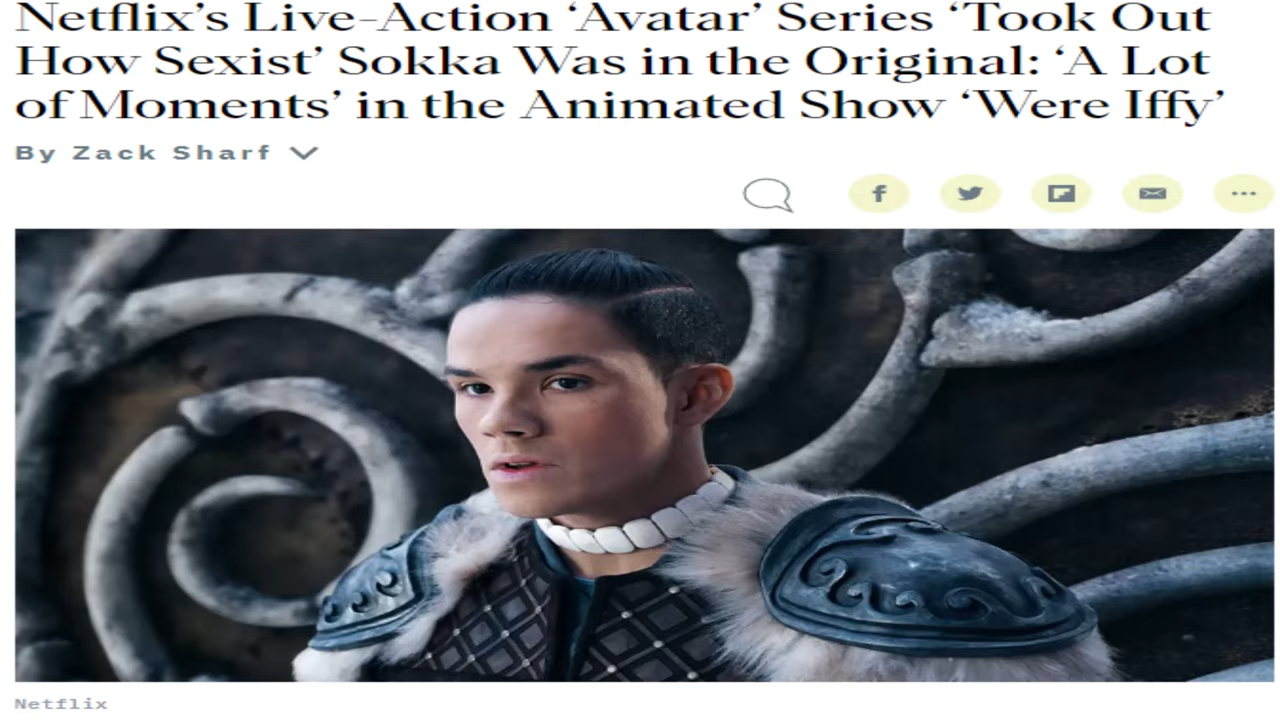 Netflix’s Live-Action ‘Avatar’ Series ‘Took Out
How Sexist’ Sokka Was in the Original: ‘A Lot
of Moments’ in the Animated Show ‘Were Iffy’
By Zack Sharf
Netflix